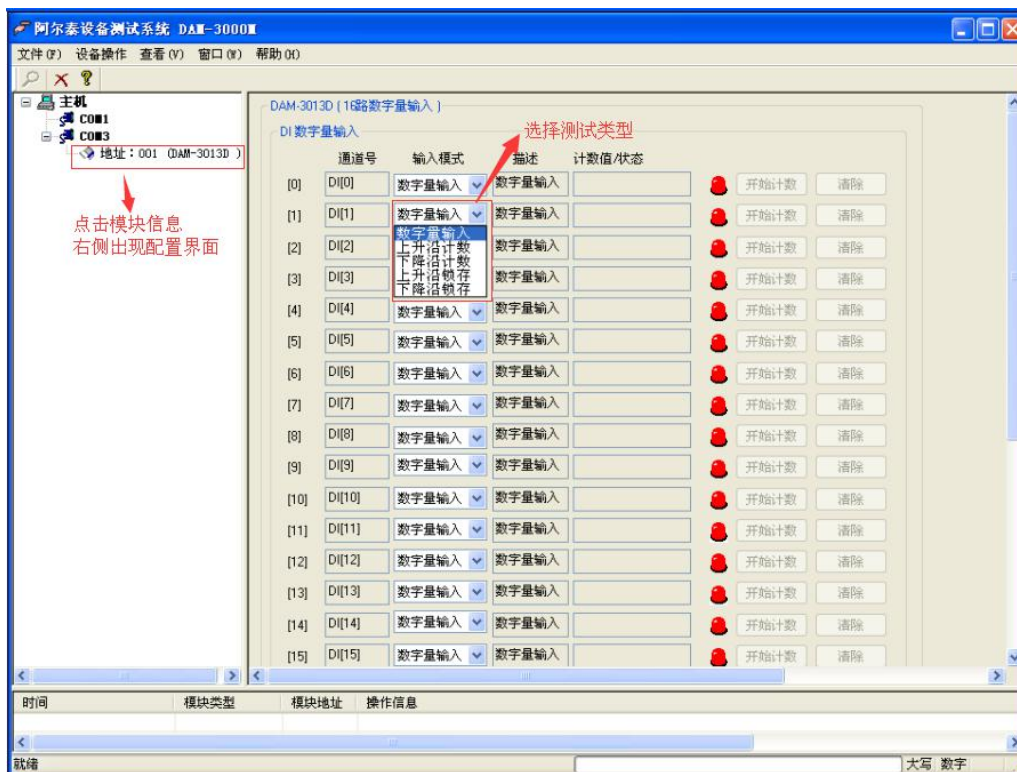 阿尔泰设备测试系统 DAM-3000M
文件(F) 设备操作 查看(V) 窗口(W) 帮助(H)
主机
COM1
COM3
地址：001 (DAM-3013D )
点击模块信息
右侧出现配置界面
DAM-3013D ( 16路数字量输入 )
DI 数字量输入
选择测试类型
通道号 输入模式 描述 计数值/状态
[0] DI[0] 数字量输入 数字量输入 开始计数 清除
[1] DI[1] 数字量输入 数字量输入 开始计数 清除
数字量输入
上升沿计数
下降沿计数
上升沿锁存
下降沿锁存
[2] DI[2] 数字量输入 开始计数 清除
[3] DI[3] 数字量输入 开始计数 清除
[4] DI[4] 数字量输入 数字量输入 开始计数 清除
[5] DI[5] 数字量输入 数字量输入 开始计数 清除
[6] DI[6] 数字量输入 数字量输入 开始计数 清除
[7] DI[7] 数字量输入 数字量输入 开始计数 清除
[8] DI[8] 数字量输入 数字量输入 开始计数 清除
[9] DI[9] 数字量输入 数字量输入 开始计数 清除
[10] DI[10] 数字量输入 数字量输入 开始计数 清除
[11] DI[11] 数字量输入 数字量输入 开始计数 清除
[12] DI[12] 数字量输入 数字量输入 开始计数 清除
[13] DI[13] 数字量输入 数字量输入 开始计数 清除
[14] DI[14] 数字量输入 数字量输入 开始计数 清除
[15] DI[15] 数字量输入 数字量输入 开始计数 清除
时间 模块类型 模块地址 操作信息
就绪 大写 数字